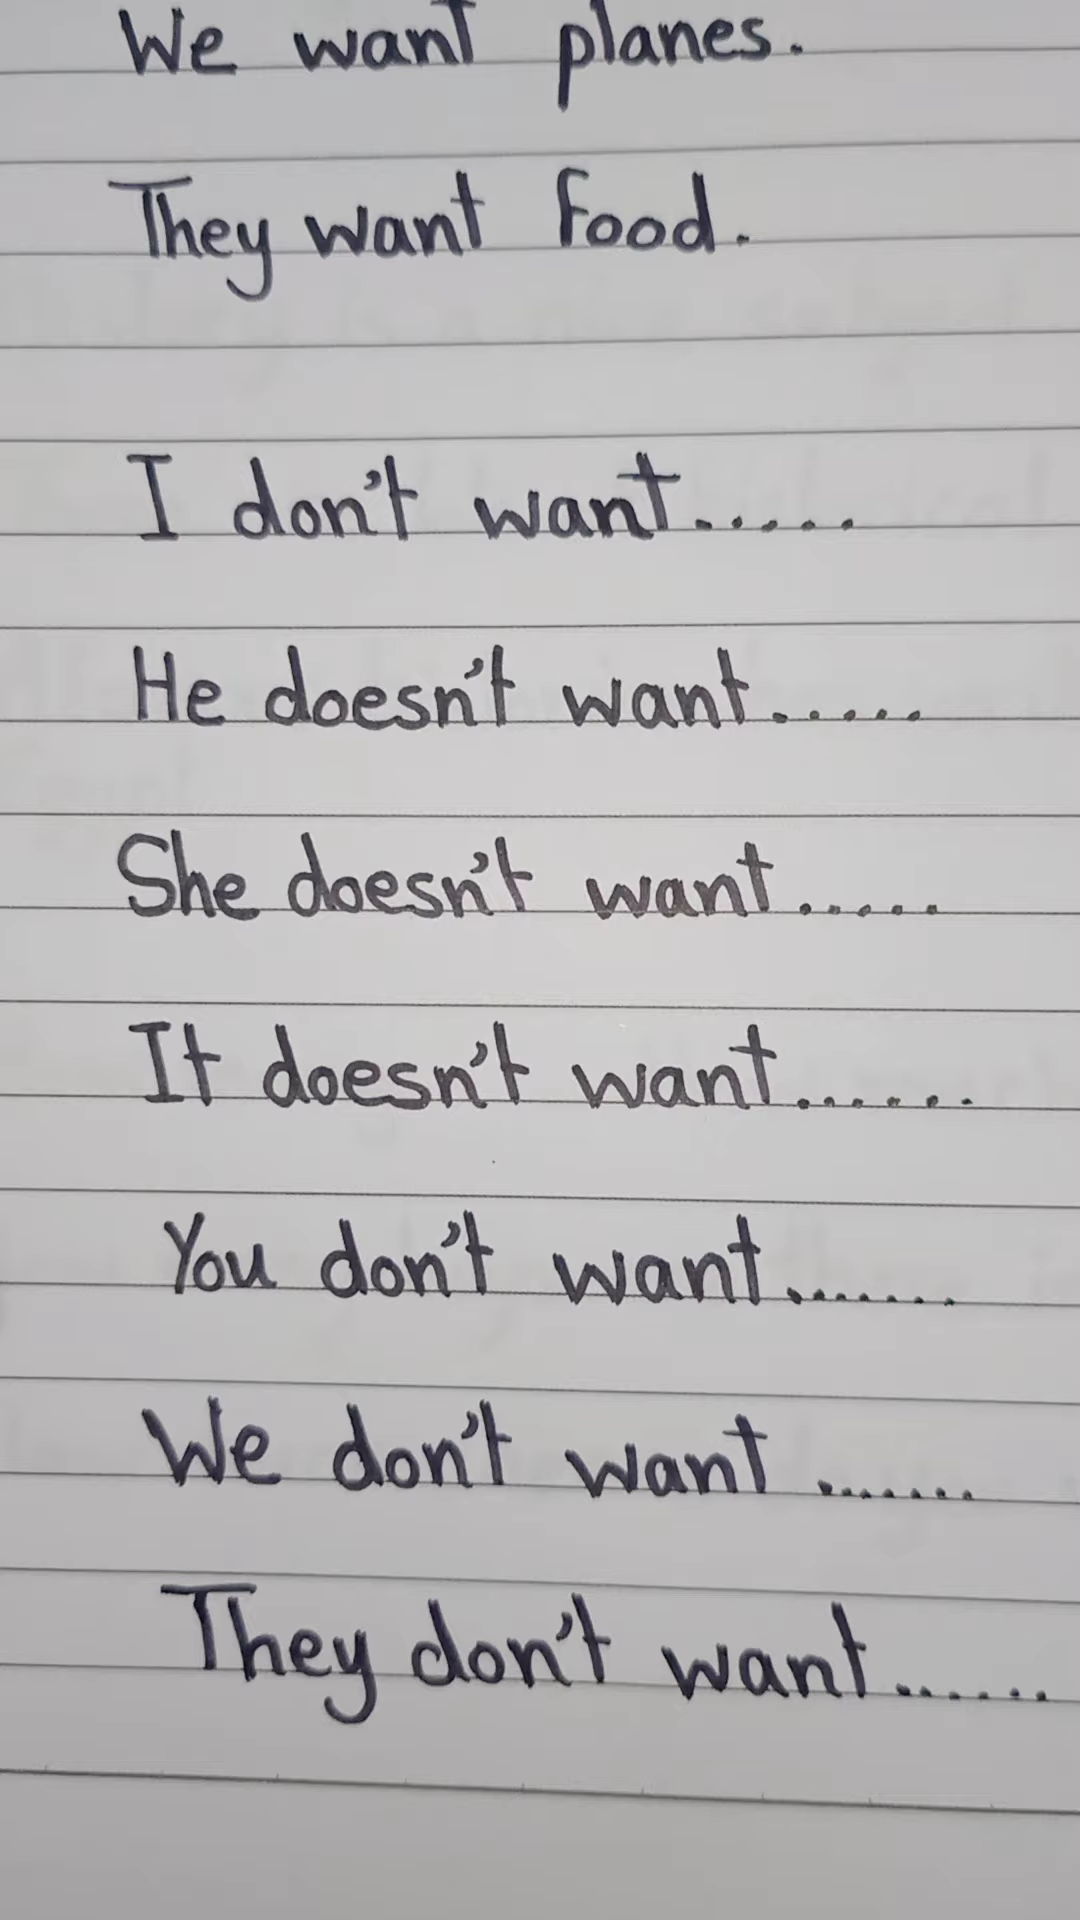 We want planes.
They want food.
I don't want.....
He doesn't want.....
She doesn't want.....
It doesn't want......
You don't want.......
We don't want .......
They don't want......